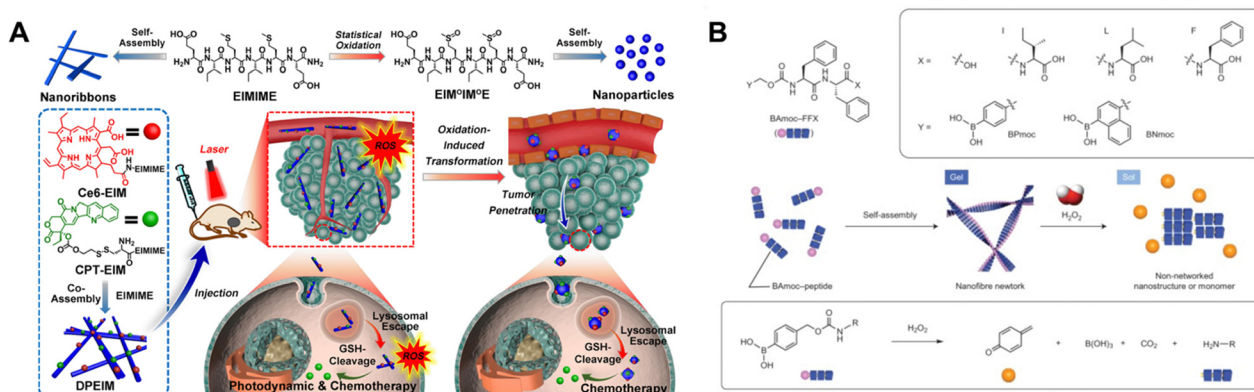 A
Self-
Assembly
Statistical
Oxidation
Self-
Assembly
Nanoribbons
EIMIME
EIMᴼIMᴼE
Nanoparticles
Laser
ROS
Oxidation-
Induced
Transformation
Tumor
Penetration
Ce6-EIM
EIMIME
CPT-EIM
EIMIME
Co-
Assembly
EIMIME
DPEIM
Injection
Lysosomal
Escape
GSH-
Cleavage
ROS
Photodynamic & Chemotherapy
Lysosomal
Escape
GSH-
Cleavage
Chemotherapy
B
I
L
F
X =
Y =
BPmoc
BNmoc
BAmoc–FFX
Self-assembly
Gel
H₂O₂
Sol
BAmoc–peptide
Nanofibre newtork
Non-networked
nanostructure or monomer
H₂O₂
+ B(OH)₃ + CO₂ + H₂N—R